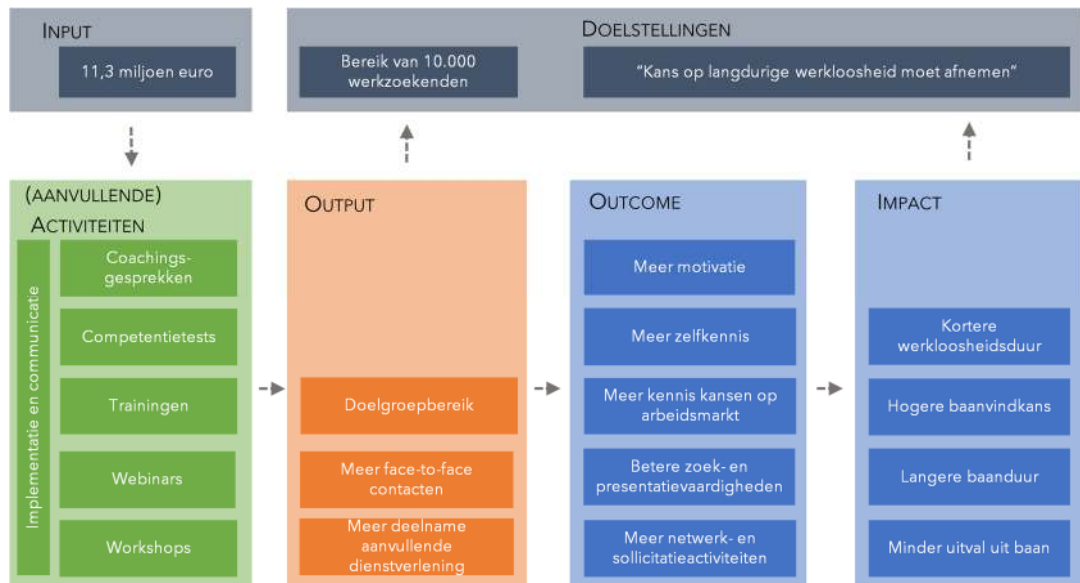 INPUT
11,3 miljoen euro
DOELSTELLINGEN
Bereik van 10.000
werkzoekenden
“Kans op langdurige werkloosheid moet afnemen”
(AANVULLENDE)
ACTIVITEITEN
Implementatie en communicatie
Coachings-
gesprekken
Competentietests
Trainingen
Webinars
Workshops
OUTPUT
Doelgroepbereik
Meer face-to-face
contacten
Meer deelname
aanvullende
dienstverlening
OUTCOME
Meer motivatie
Meer zelfkennis
Meer kennis kansen op
arbeidsmarkt
Betere zoek- en
presentatievaardigheden
Meer netwerk- en
sollicitatieactiviteiten
IMPACT
Kortere
werkloosheidsduur
Hogere baanvindkans
Langere baanduur
Minder uitval uit baan